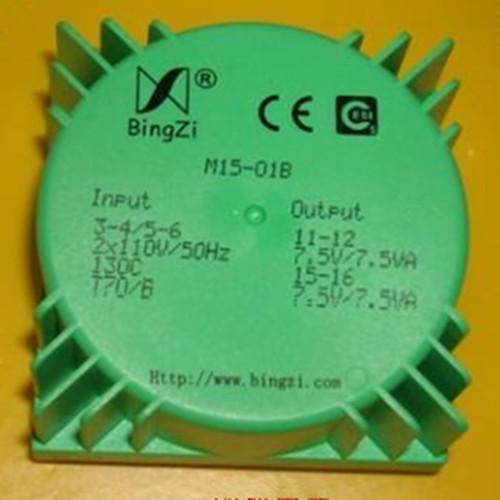 ®
BingZi
CE
M15-01B
Input
3-4/5-6
2x110V/50Hz
130C
T70/B
Output
11-12
7.5V/7.5VA
15-16
7.5V/7.5VA
Http://www.bingzi.com